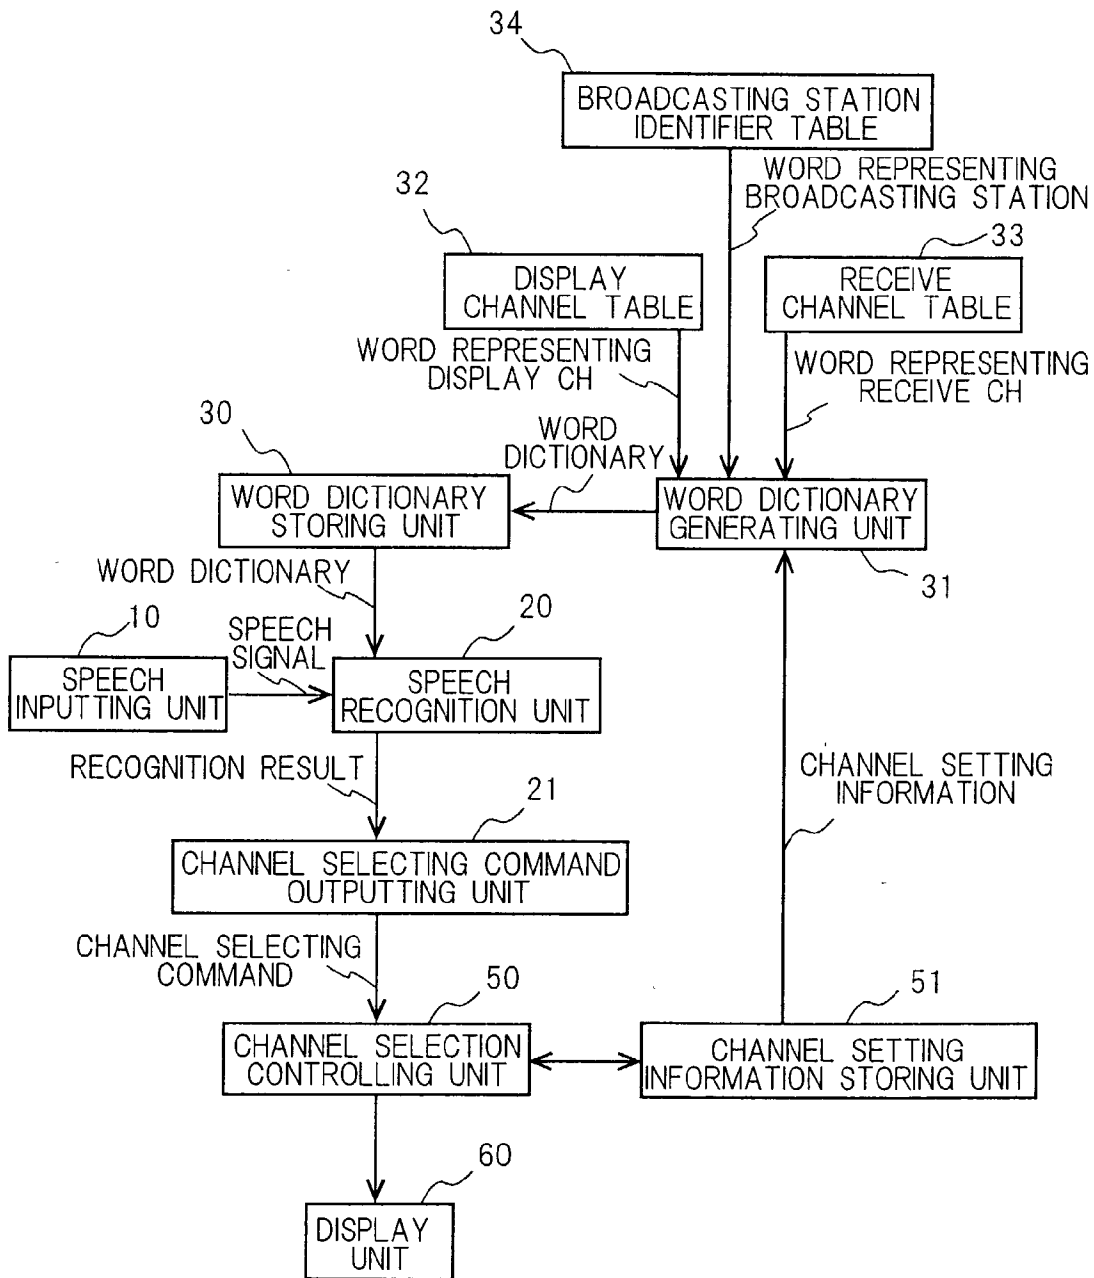 34
BROADCASTING STATION
IDENTIFIER TABLE
WORD REPRESENTING
BROADCASTING STATION
32
DISPLAY
CHANNEL TABLE
33
RECEIVE
CHANNEL TABLE
WORD REPRESENTING
DISPLAY CH
WORD REPRESENTING
RECEIVE CH
30
WORD DICTIONARY
STORING UNIT
WORD
DICTIONARY
WORD DICTIONARY
GENERATING UNIT
31
WORD DICTIONARY
10
SPEECH
INPUTTING UNIT
SPEECH
SIGNAL
20
SPEECH
RECOGNITION UNIT
RECOGNITION RESULT
CHANNEL SETTING
INFORMATION
21
CHANNEL SELECTING COMMAND
OUTPUTTING UNIT
CHANNEL SELECTING
COMMAND
50
CHANNEL SELECTION
CONTROLLING UNIT
51
CHANNEL SETTING
INFORMATION STORING UNIT
60
DISPLAY
UNIT